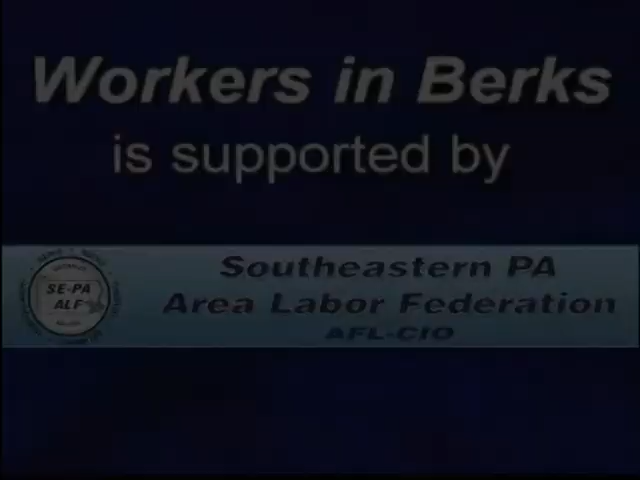 Workers in Berks
is supported by
Southeastern PA
Area Labor Federation
AFL-CIO
SE-PA
ALF